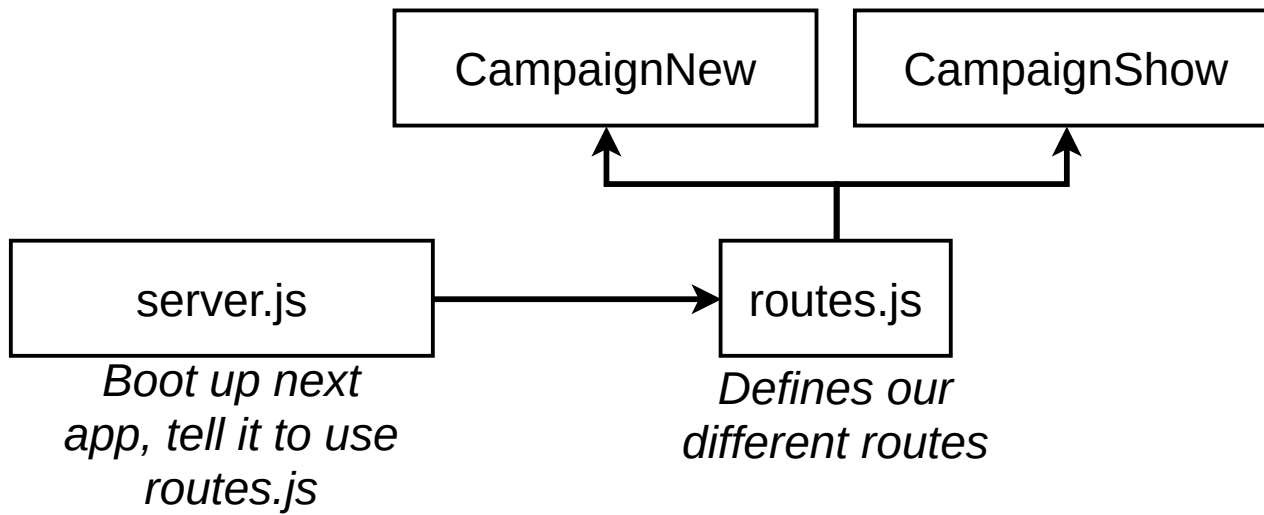 CampaignNew
CampaignShow
server.js
routes.js
Boot up next
app, tell it to use
routes.js
Defines our
different routes